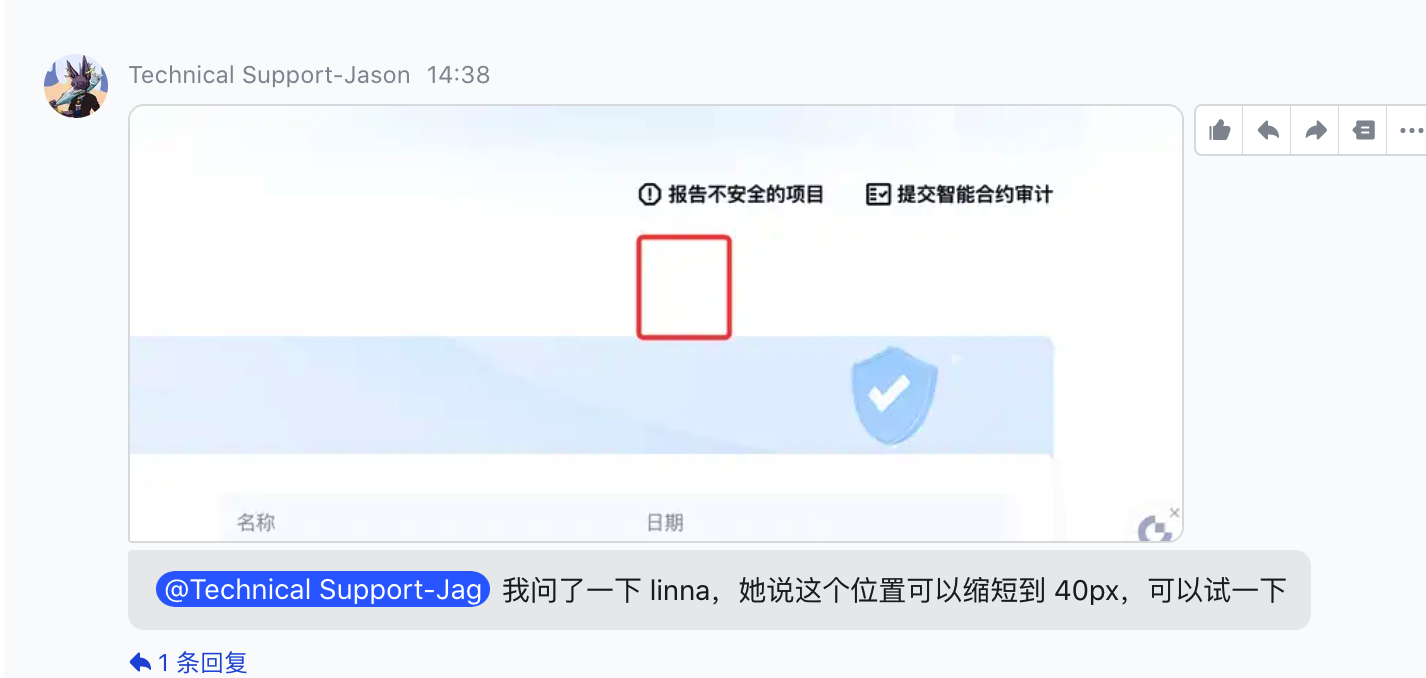 Technical Support-Jason 14:38
报告不安全的项目 提交智能合约审计
名称 日期
@Technical Support-Jag 我问了一下 linna，她说这个位置可以缩短到 40px，可以试一下
1 条回复